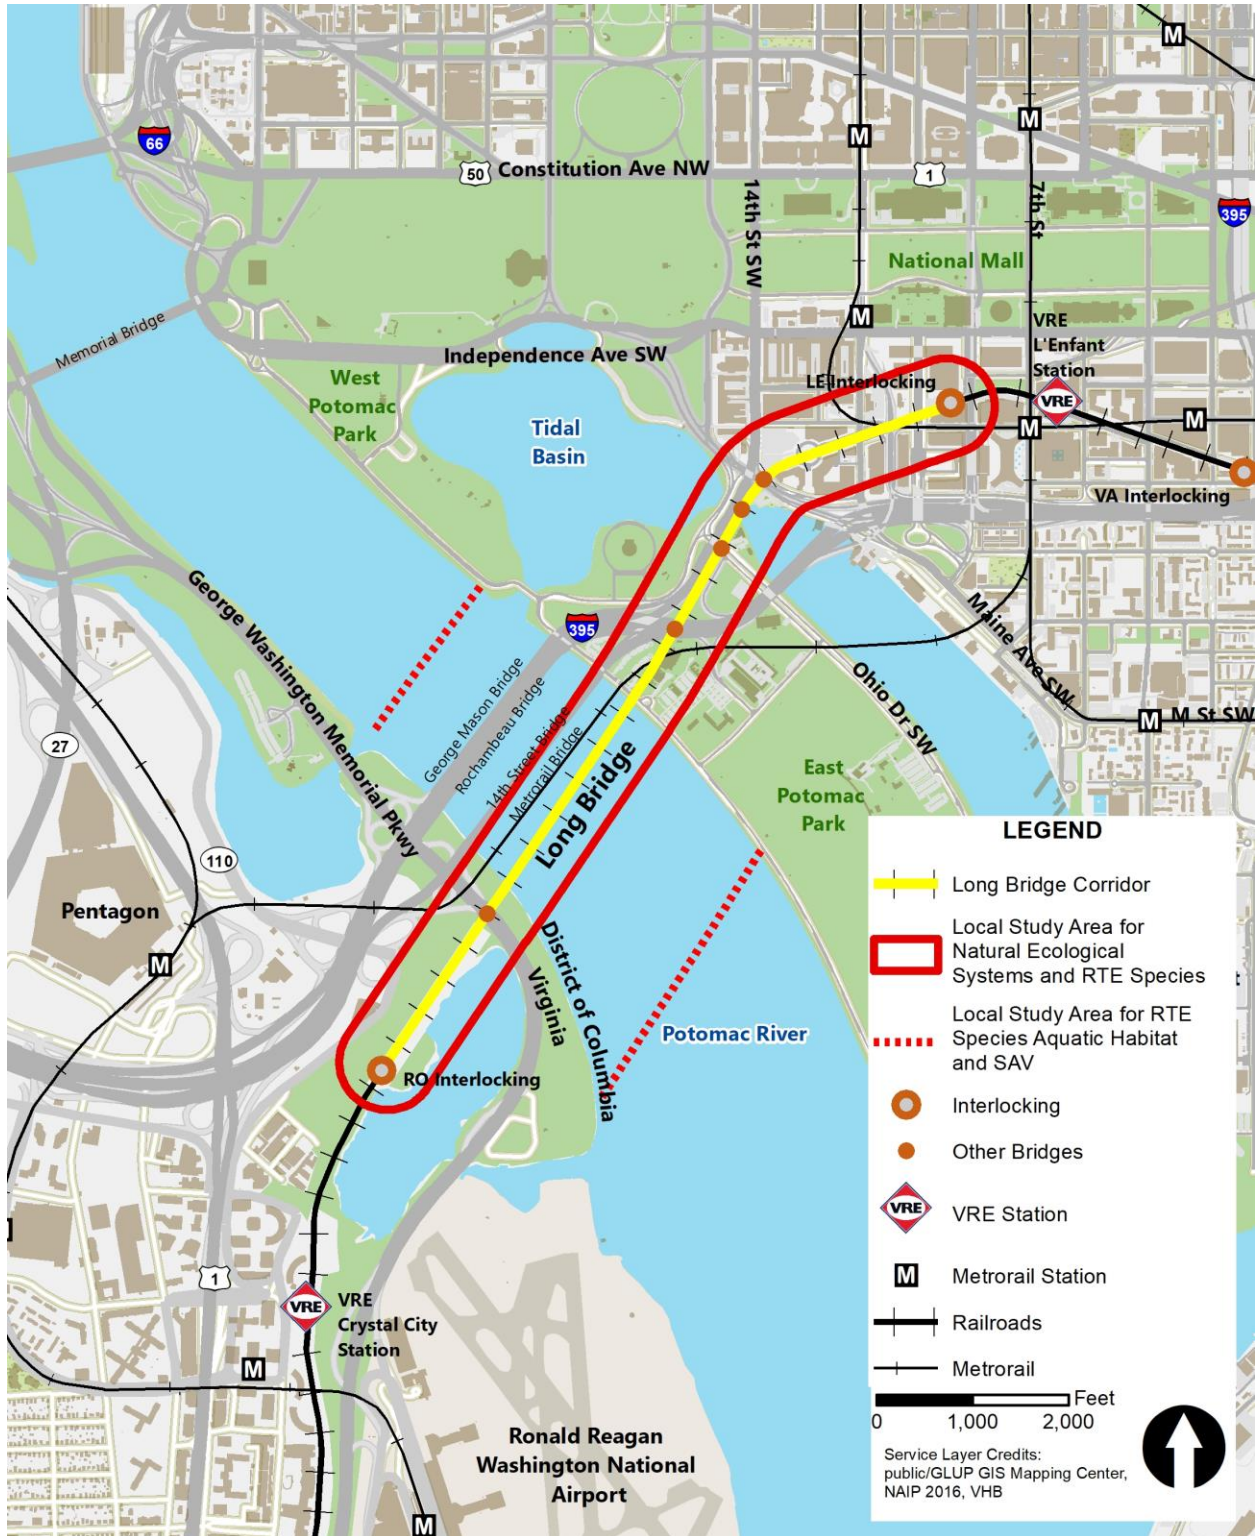 M
M
M
66
50
Constitution Ave NW
1
14th St SW
7th St
395
National Mall
M
Memorial Bridge
Independence Ave SW
VRE
L'Enfant
Station
West
Potomac
Park
LE Interlocking
VRE
Tidal
Basin
M
M
VA Interlocking
George Washington Memorial Pkwy
395
Maine Ave SW
Ohio Dr SW
George Mason Bridge
Rochambeau Bridge
14th Street Bridge
Metrorail Bridge
Long Bridge
M
M St SW
27
East
Potomac
Park
110
Pentagon
M
District of Columbia
Virginia
Potomac River
RO Interlocking
1
VRE
VRE
Crystal City
Station
M
Ronald Reagan
Washington National
Airport
M
LEGEND
Long Bridge Corridor
Local Study Area for
Natural Ecological
Systems and RTE Species
Local Study Area for RTE
Species Aquatic Habitat
and SAV
Interlocking
Other Bridges
VRE
VRE Station
M
Metrorail Station
Railroads
Metrorail
Feet
0 1,000 2,000
Service Layer Credits:
public/GLUP GIS Mapping Center,
NAIP 2016, VHB